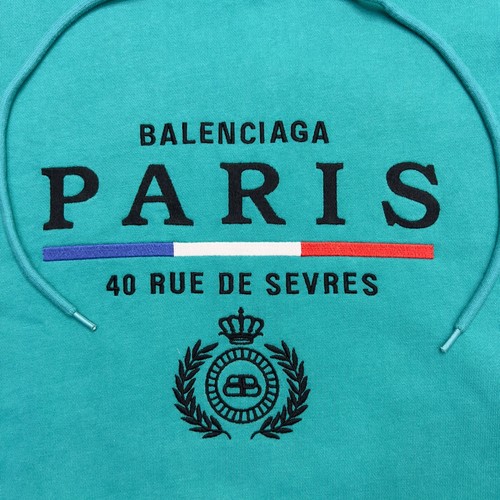 BALENCIAGA
PARIS
40 RUE DE SEVRES
BB